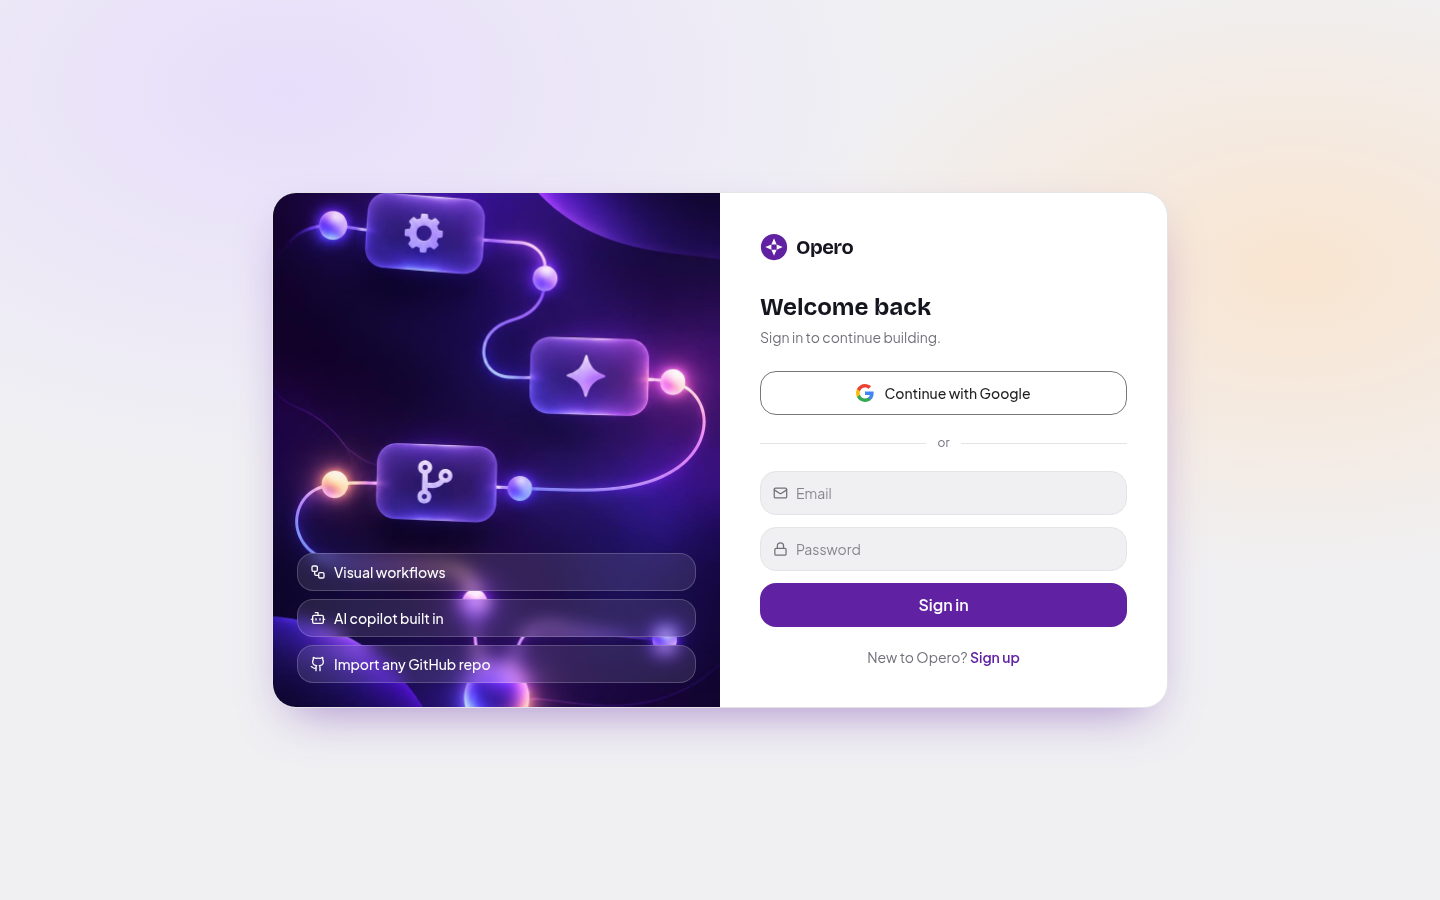 Visual workflows
AI copilot built in
Import any GitHub repo
Opero
Welcome back
Sign in to continue building.
Continue with Google
or
Email
Password
Sign in
New to Opero? Sign up